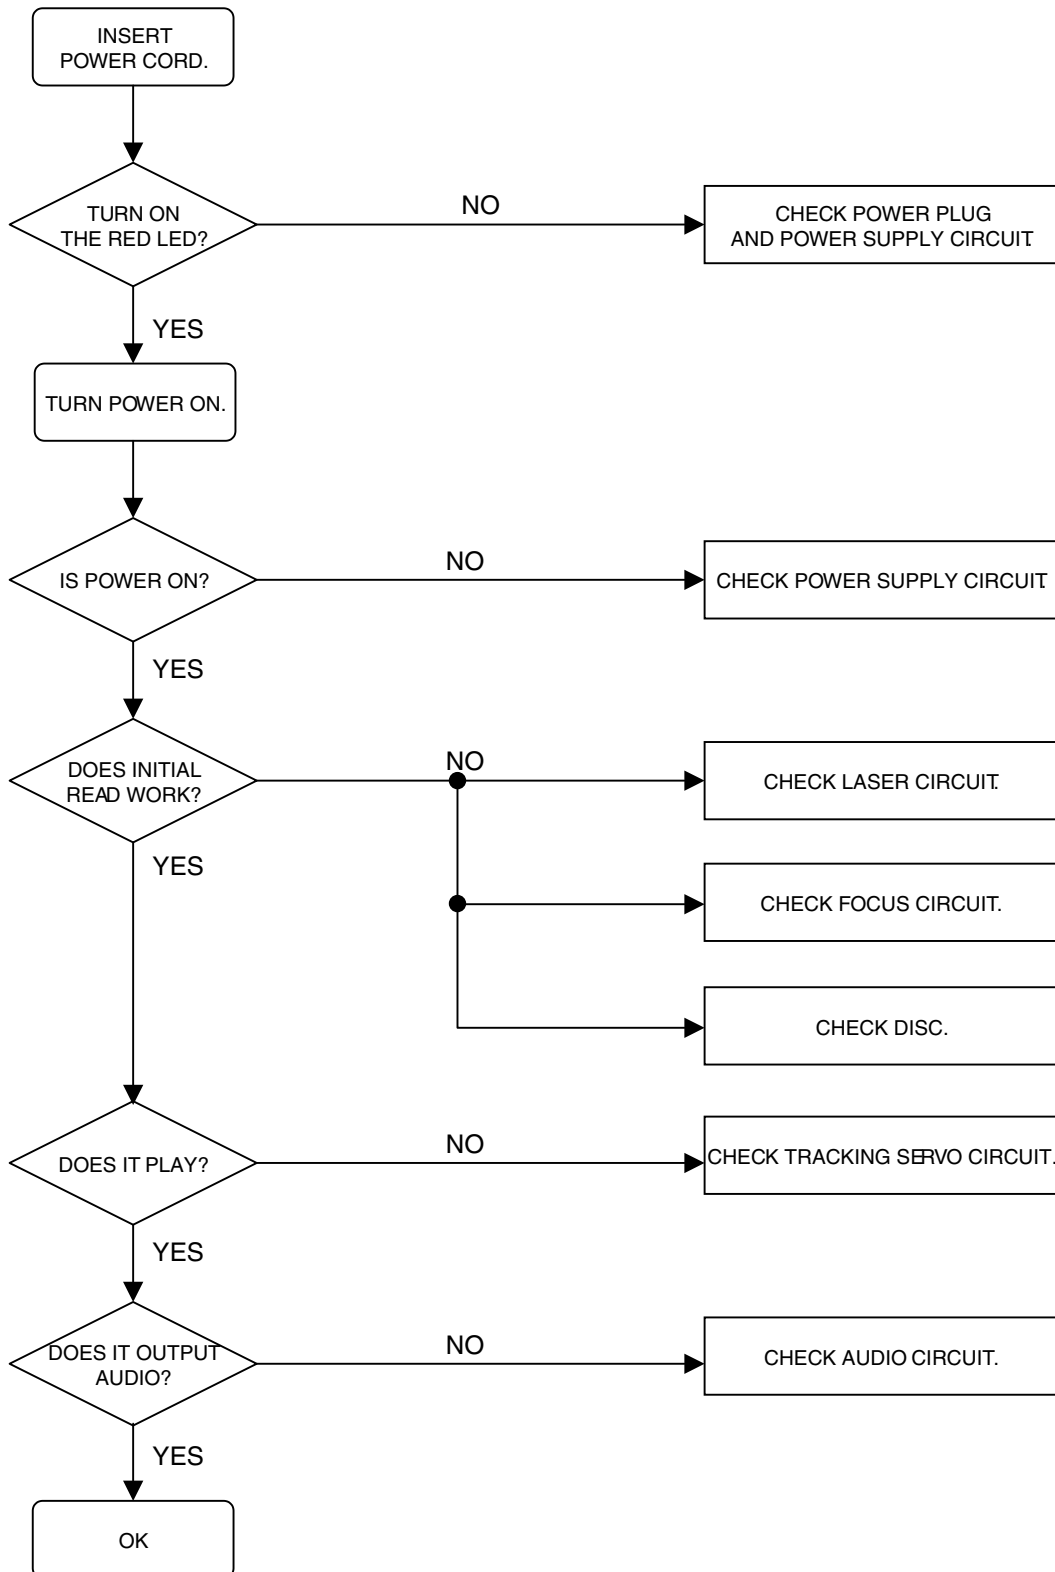 INSERT
POWER CORD.
TURN ON
THE RED LED?
NO
CHECK POWER PLUG
AND POWER SUPPLY CIRCUIT
YES
TURN POWER ON.
IS POWER ON?
NO
CHECK POWER SUPPLY CIRCUIT
YES
DOES INITIAL
READ WORK?
NO
CHECK LASER CIRCUIT.
YES
CHECK FOCUS CIRCUIT.
CHECK DISC.
DOES IT PLAY?
NO
CHECK TRACKING SERVO CIRCUIT.
YES
DOES IT OUTPUT
AUDIO?
NO
CHECK AUDIO CIRCUIT.
YES
OK